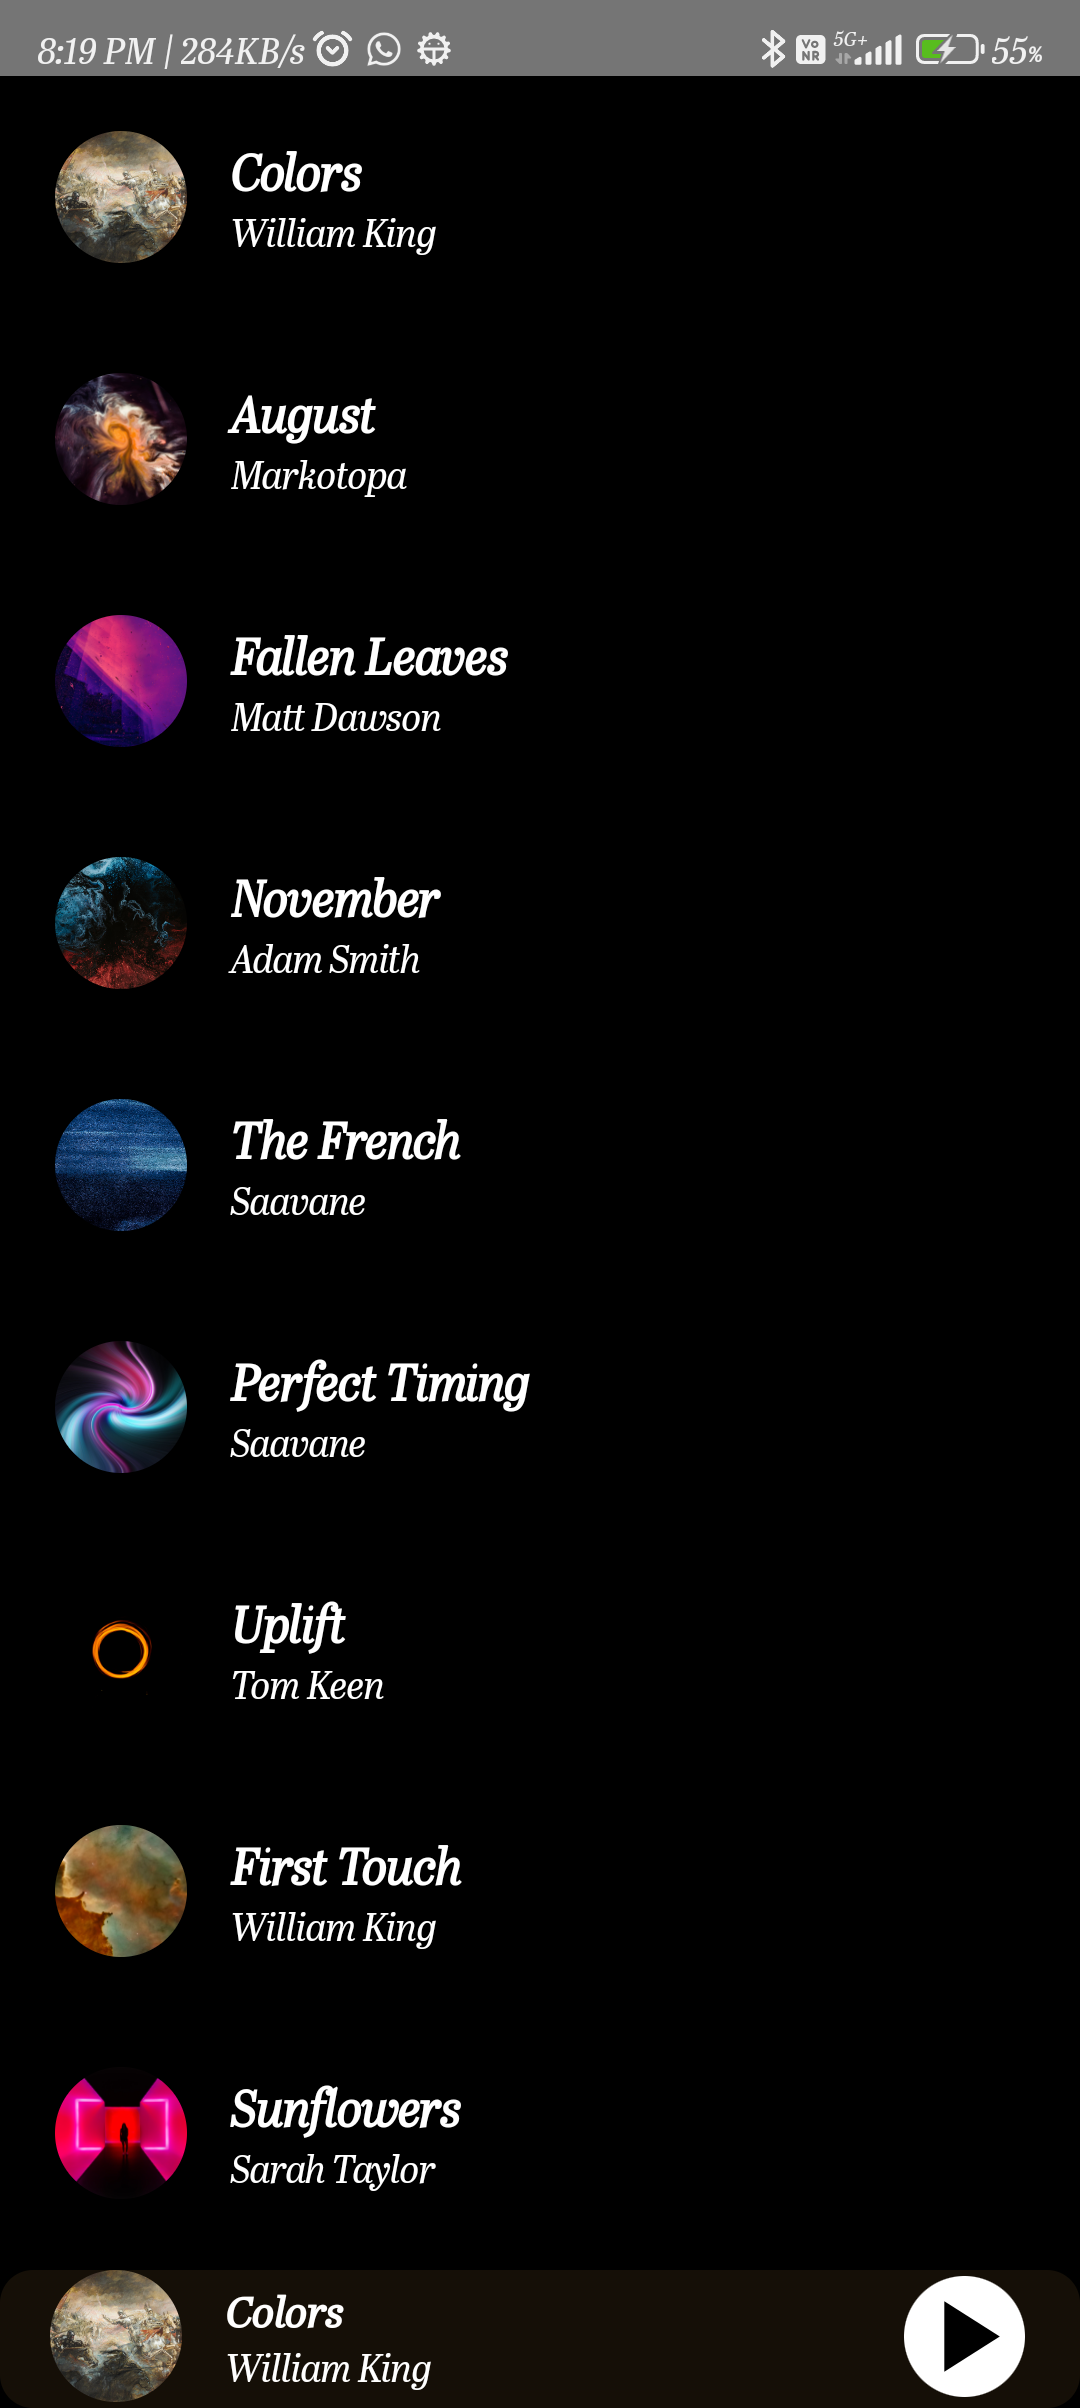 8:19 PM | 284KB/s VoNR 5G+ 55%
Colors
William King
August
Markotopa
Fallen Leaves
Matt Dawson
November
Adam Smith
The French
Saavane
Perfect Timing
Saavane
Uplift
Tom Keen
First Touch
William King
Sunflowers
Sarah Taylor
Colors
William King